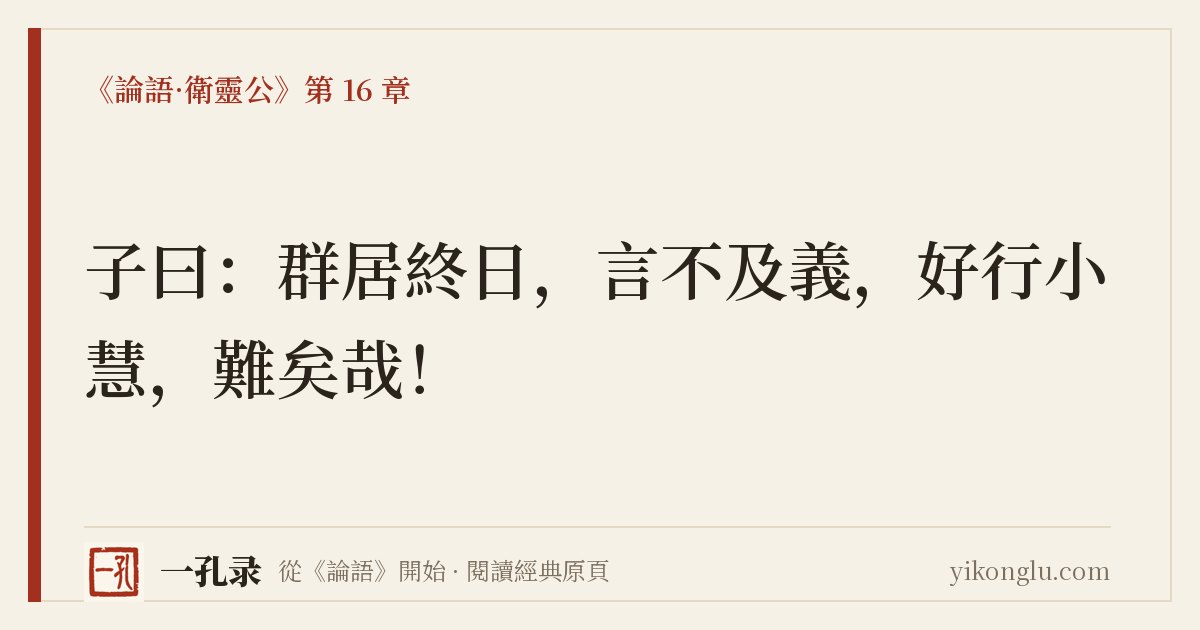 《論語·衛靈公》第 16 章
子曰：群居終日，言不及義，好行小
慧，難矣哉！
一孔
一孔录 從《論語》開始 · 閱讀經典原頁
yikonglu.com